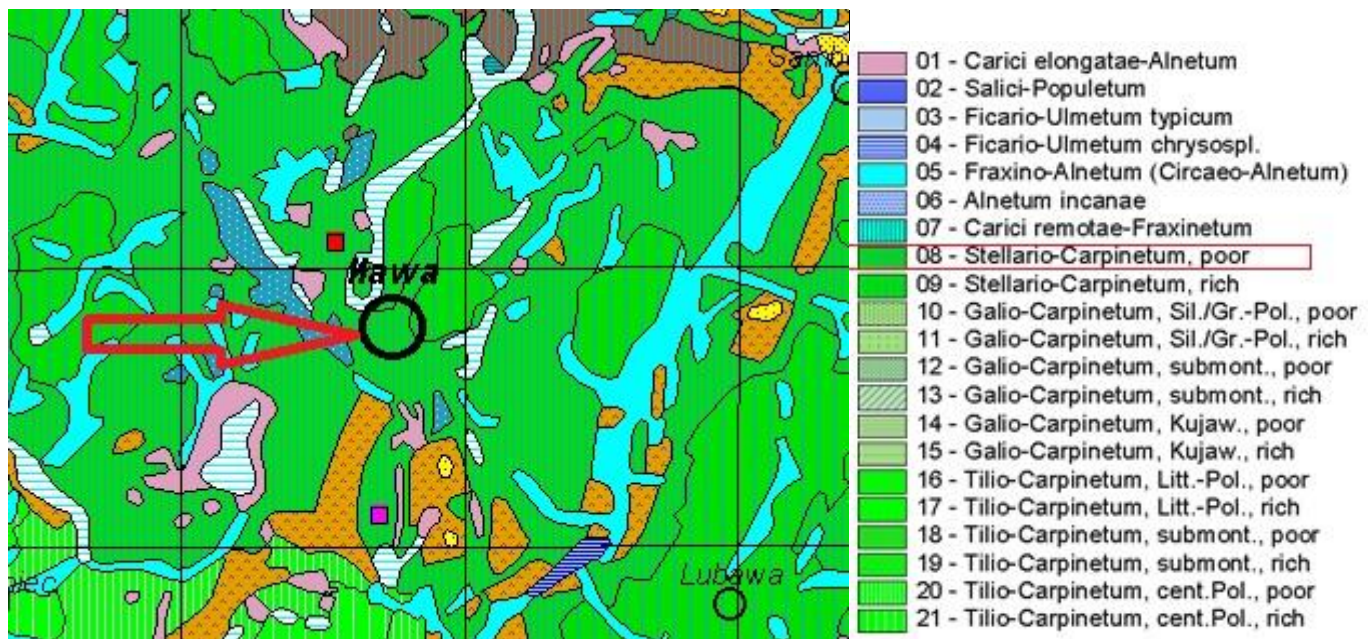 Iława
Lubawa
iec
01 - Carici elongatae-Alnetum
02 - Salici-Populetum
03 - Ficario-Ulmetum typicum
04 - Ficario-Ulmetum chrysospl.
05 - Fraxino-Alnetum (Circaeo-Alnetum)
06 - Alnetum incanae
07 - Carici remotae-Fraxinetum
08 - Stellario-Carpinetum, poor
09 - Stellario-Carpinetum, rich
10 - Galio-Carpinetum, Sil./Gr.-Pol., poor
11 - Galio-Carpinetum, Sil./Gr.-Pol., rich
12 - Galio-Carpinetum, submont., poor
13 - Galio-Carpinetum, submont., rich
14 - Galio-Carpinetum, Kujaw., poor
15 - Galio-Carpinetum, Kujaw., rich
16 - Tilio-Carpinetum, Litt.-Pol., poor
17 - Tilio-Carpinetum, Litt.-Pol., rich
18 - Tilio-Carpinetum, submont., poor
19 - Tilio-Carpinetum, submont., rich
20 - Tilio-Carpinetum, cent.Pol., poor
21 - Tilio-Carpinetum, cent.Pol., rich